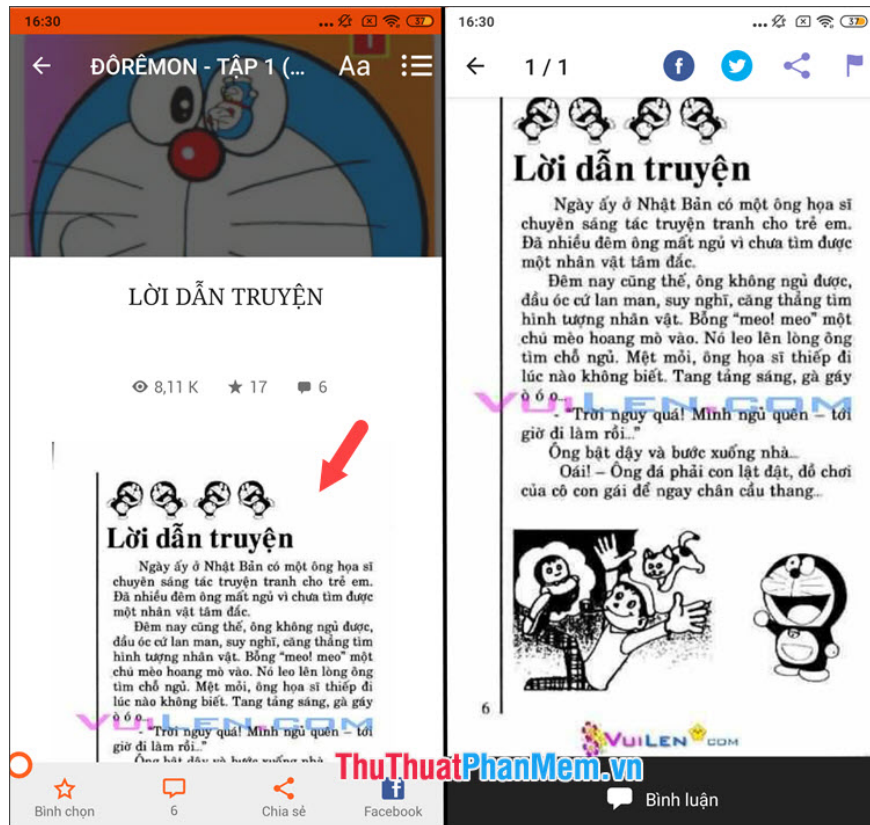 16:30
37
ĐÔRÊMON - TẬP 1 (...
Aa
LỜI DẪN TRUYỆN
8,11 K
17
6
Lời dẫn truyện
Ngày ấy ở Nhật Bản có một ông họa sĩ
chuyên sáng tác truyện tranh cho trẻ em.
Đã nhiều đêm ông mất ngủ vì chưa tìm được
một nhân vật tâm đắc.
Đêm nay cũng thế, ông không ngủ được,
đầu óc cứ lan man, suy nghĩ, căng thẳng tìm
hình tượng nhân vật. Bỗng “meo! meo” một
chú mèo hoang mò vào. Nó leo lên lòng ông
tìm chỗ ngủ. Mệt mỏi, ông họa sĩ thiếp đi
lúc nào không biết. Tang tảng sáng, gà gáy
ò ó o...
VuiLen.com
- “Trời nguy quá! Mình ngủ quên – tới
giờ đi làm rồi...”
Ông bật dậy và bước xuống nhà
Bình chọn
6
Chia sẻ
Facebook
16:30
37
1 / 1
Lời dẫn truyện
Ngày ấy ở Nhật Bản có một ông họa sĩ
chuyên sáng tác truyện tranh cho trẻ em.
Đã nhiều đêm ông mất ngủ vì chưa tìm được
một nhân vật tâm đắc.
Đêm nay cũng thế, ông không ngủ được,
đầu óc cứ lan man, suy nghĩ, căng thẳng tìm
hình tượng nhân vật. Bỗng “meo! meo” một
chú mèo hoang mò vào. Nó leo lên lòng ông
tìm chỗ ngủ. Mệt mỏi, ông họa sĩ thiếp đi
lúc nào không biết. Tang tảng sáng, gà gáy
ò ó o...
VuiLen.com
- “Trời nguy quá! Mình ngủ quên – tới
giờ đi làm rồi...”
Ông bật dậy và bước xuống nhà...
Oái! – Ông đá phải con lật đật, đồ chơi
của cô con gái để ngay chân cầu thang...
6
VuiLen.com
ThuThuatPhanMem.vn
Bình luận